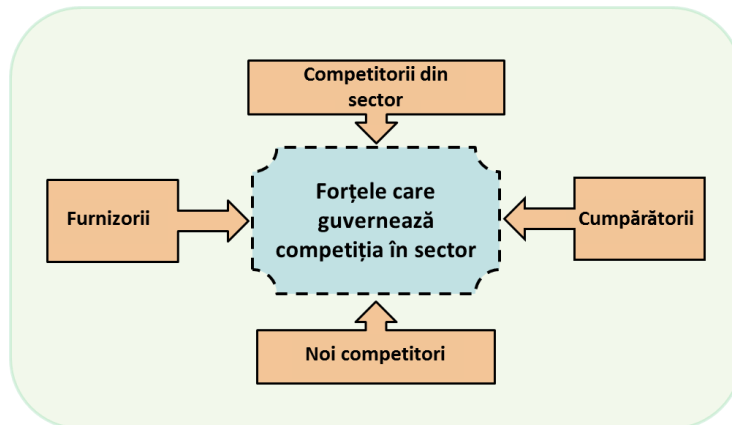 Competitorii din
sector
Furnizorii
Forțele care
guvernează
competiția în sector
Cumpărătorii
Noi competitori